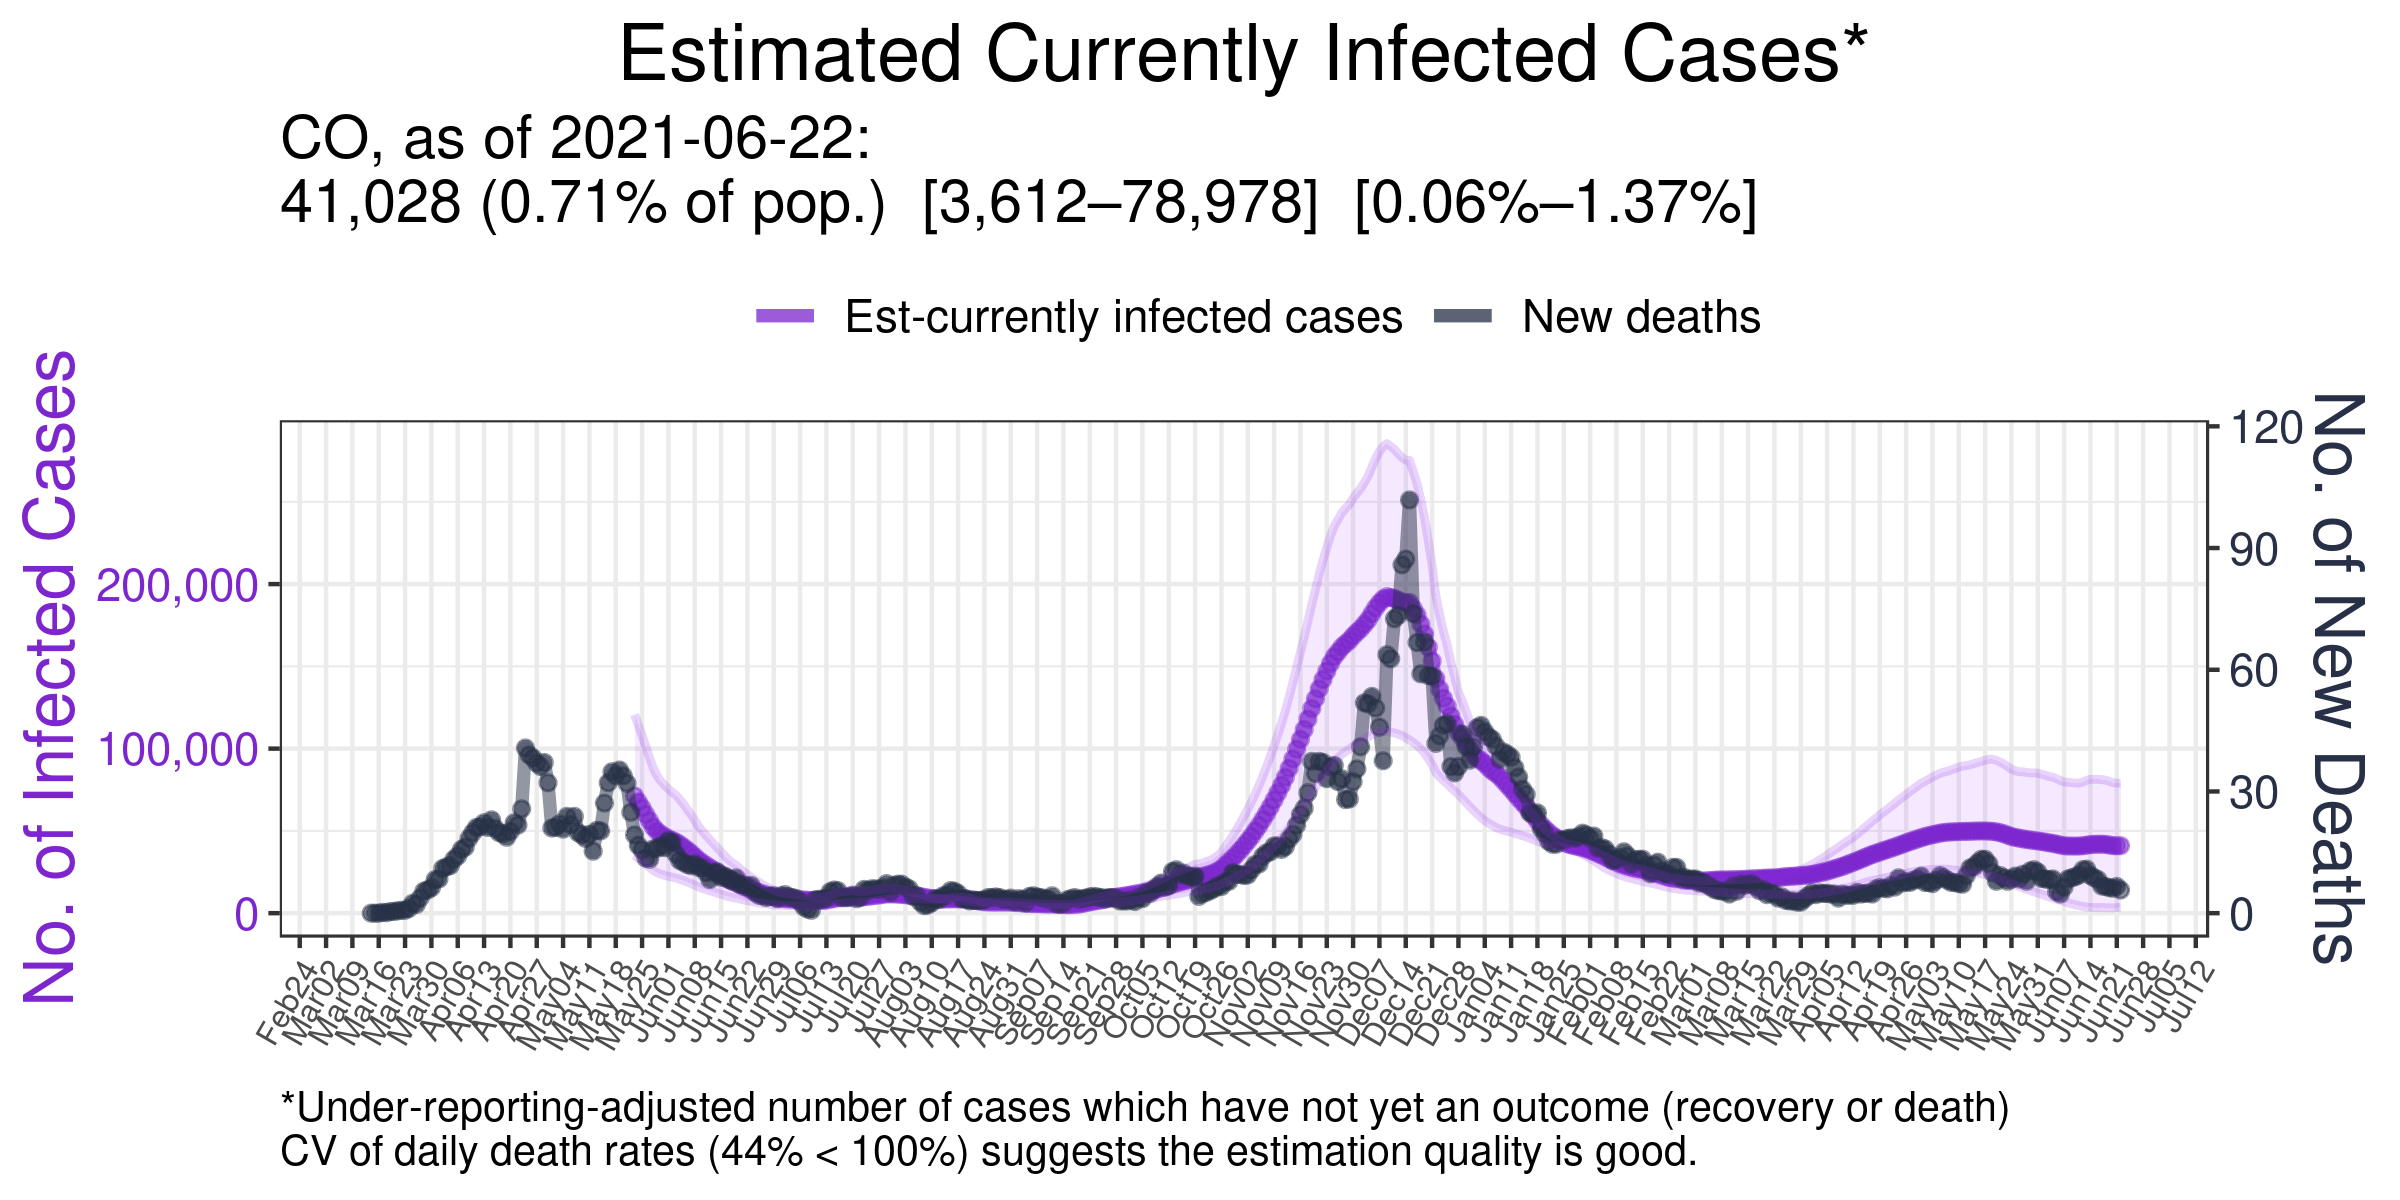 Estimated Currently Infected Cases*
CO, as of 2021-06-22:
41,028 (0.71% of pop.) [3,612–78,978] [0.06%–1.37%]
Est-currently infected cases
New deaths
No. of Infected Cases
200,000
100,000
0
120
90
60
30
0
No. of New Deaths
Feb24
Mar02
Mar09
Mar16
Mar23
Mar30
Apr06
Apr13
Apr20
Apr27
May04
May11
May18
May25
Jun01
Jun08
Jun15
Jun22
Jun29
Jul06
Jul13
Jul20
Jul27
Aug03
Aug10
Aug17
Aug24
Aug31
Sep07
Sep14
Sep21
Sep28
Oct05
Oct12
Oct19
Oct26
Nov02
Nov09
Nov16
Nov23
Nov30
Dec07
Dec14
Dec21
Dec28
Jan04
Jan11
Jan18
Jan25
Feb01
Feb08
Feb15
Feb22
Mar01
Mar08
Mar15
Mar22
Mar29
Apr05
Apr12
Apr19
Apr26
May03
May10
May17
May24
May31
Jun07
Jun14
Jun21
Jun28
Jul05
Jul12
*Under-reporting-adjusted number of cases which have not yet an outcome (recovery or death)
CV of daily death rates (44% < 100%) suggests the estimation quality is good.